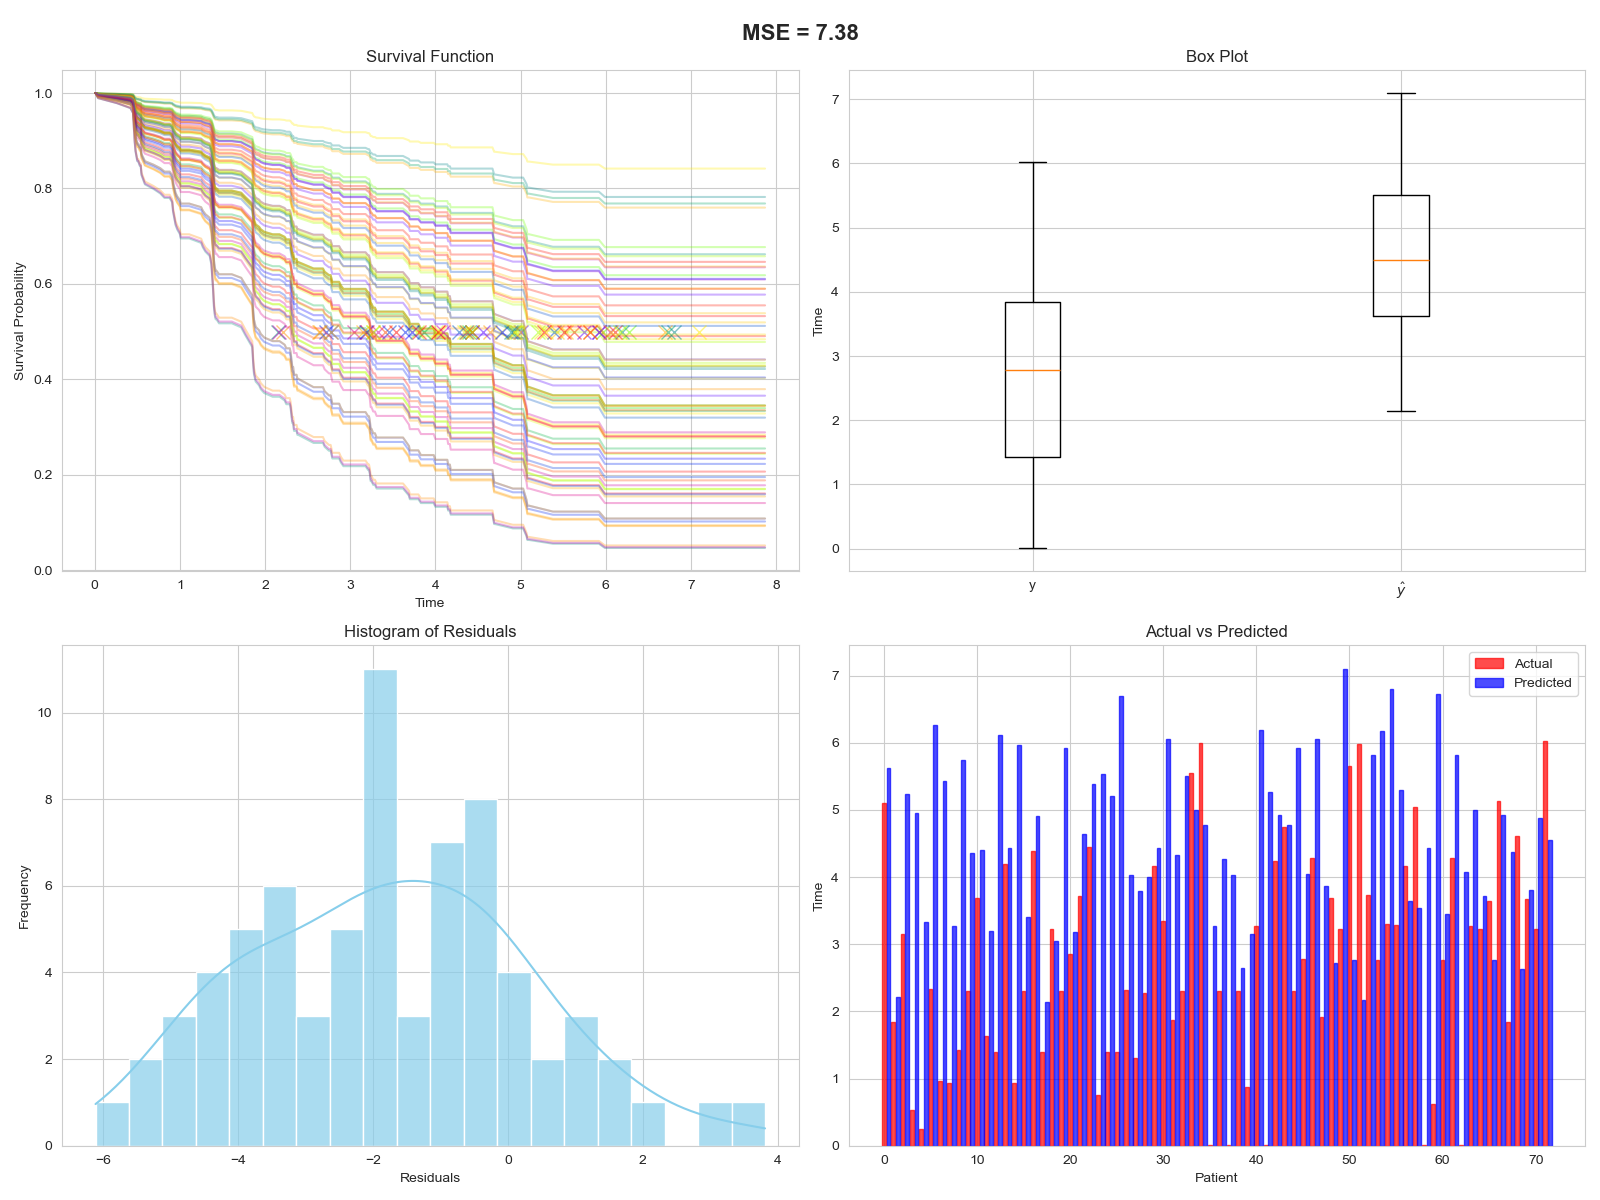 MSE = 7.38
Survival Function
1.0
0.8
0.6
0.4
0.2
0.0
Survival Probability
0 1 2 3 4 5 6 7 8
Time
Box Plot
7
6
5
4
3
2
1
0
Time
y ŷ
Histogram of Residuals
10
8
6
4
2
0
Frequency
−6 −4 −2 0 2 4
Residuals
Actual vs Predicted
Actual
Predicted
7
6
5
4
3
2
1
0
Time
0 10 20 30 40 50 60 70
Patient